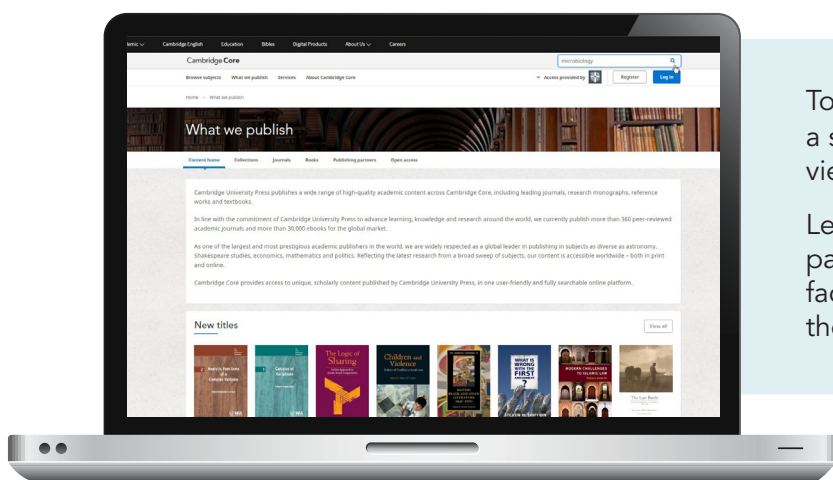 demic
Cambridge English Education Bibles Digital Products About Us Careers
Cambridge Core
microbiology
Browse subjects What we publish Services About Cambridge Core
Access provided by
Register
Log in
Home > What we publish
What we publish
Content home Collections Journals Books Publishing partners Open access
Cambridge University Press publishes a wide range of high-quality academic content across Cambridge Core, including leading journals, research monographs, reference
works and textbooks.
In line with the commitment of Cambridge University Press to advance learning, knowledge and research around the world, we currently publish more than 360 peer-reviewed
academic journals and more than 30,000 ebooks for the global market.
As one of the largest and most prestigious academic publishers in the world, we are widely respected as a global leader in publishing in subjects as diverse as astronomy,
Shakespeare studies, economics, mathematics and politics. Reflecting the latest research from a broad sweep of subjects, our content is accessible worldwide – both in print
and online.
Cambridge Core provides access to unique, scholarly content published by Cambridge University Press, in one user-friendly and fully searchable online platform.
New titles
View all
Analytic Functions
of a
Complex Variable
Calculus of
Variations
The Logic of
Sharing
Children and
Violence
WHAT IS
WRONG
WITH THE
FIRST
AMENDMENT
?
MODERN CHALLENGES
TO ISLAMIC LAW
To
a s
vie
Le
pa
fac
the